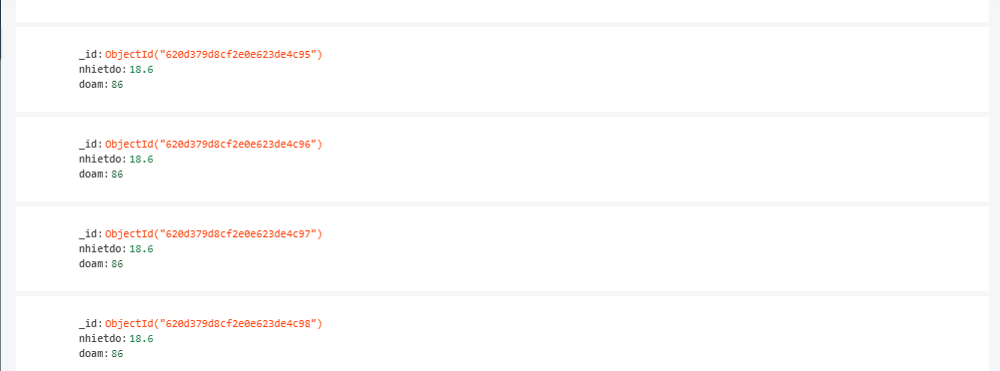 _id: ObjectId("620d379d8cf2e0e623de4c95")
nhietdo: 18.6
doam: 86
_id: ObjectId("620d379d8cf2e0e623de4c96")
nhietdo: 18.6
doam: 86
_id: ObjectId("620d379d8cf2e0e623de4c97")
nhietdo: 18.6
doam: 86
_id: ObjectId("620d379d8cf2e0e623de4c98")
nhietdo: 18.6
doam: 86